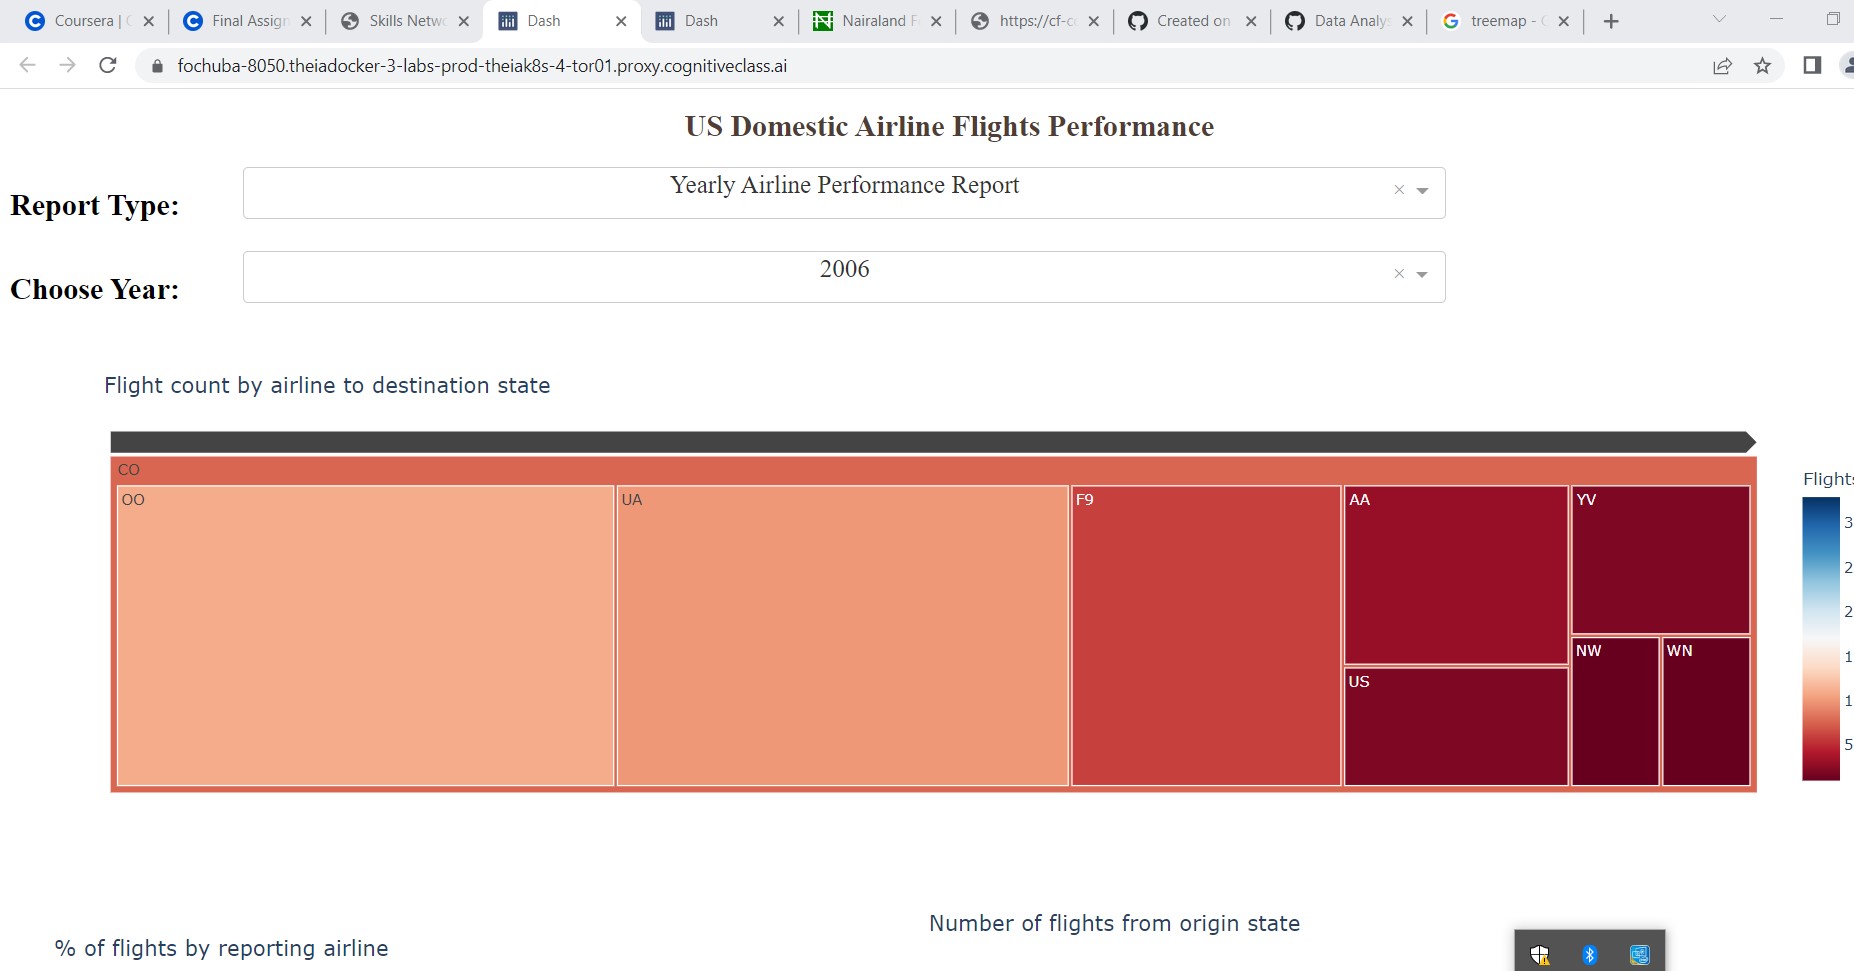 Coursera |
Final Assign
Skills Netwo
Dash
Dash
Nairaland F
https://cf-c
Created on
Data Analys
treemap -
fochuba-8050.theiadocker-3-labs-prod-theiak8s-4-tor01.proxy.cognitiveclass.ai
US Domestic Airline Flights Performance
Report Type:
Yearly Airline Performance Report
Choose Year:
2006
Flight count by airline to destination state
CO
OO
UA
F9
AA
YV
US
NW
WN
Flights
3
2
2
1
1
5
Number of flights from origin state
% of flights by reporting airline